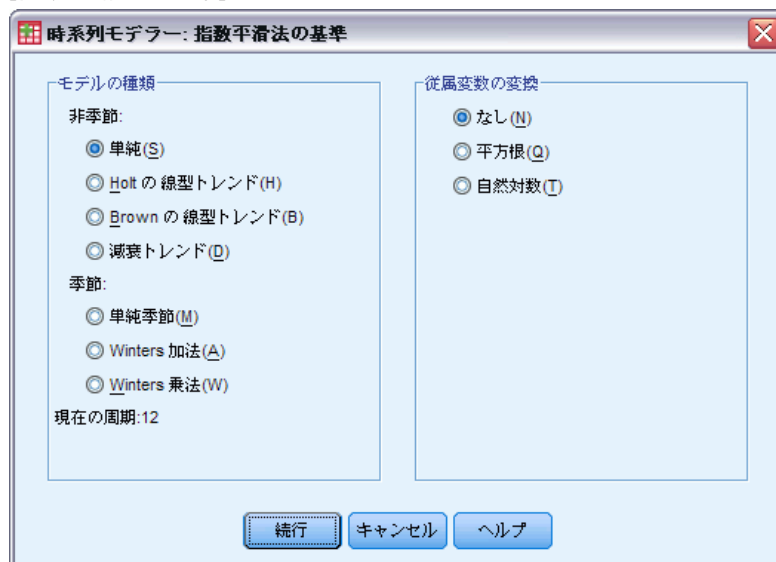 時系列モデラー: 指数平滑法の基準
モデルの種類
非季節:
単純(S)
Holt の 線型トレンド(H)
Brown の 線型トレンド(B)
減衰トレンド(D)
季節:
単純季節(M)
Winters 加法(A)
Winters 乗法(W)
現在の周期:12
従属変数の変換
なし(N)
平方根(Q)
自然対数(T)
続行 キャンセル ヘルプ